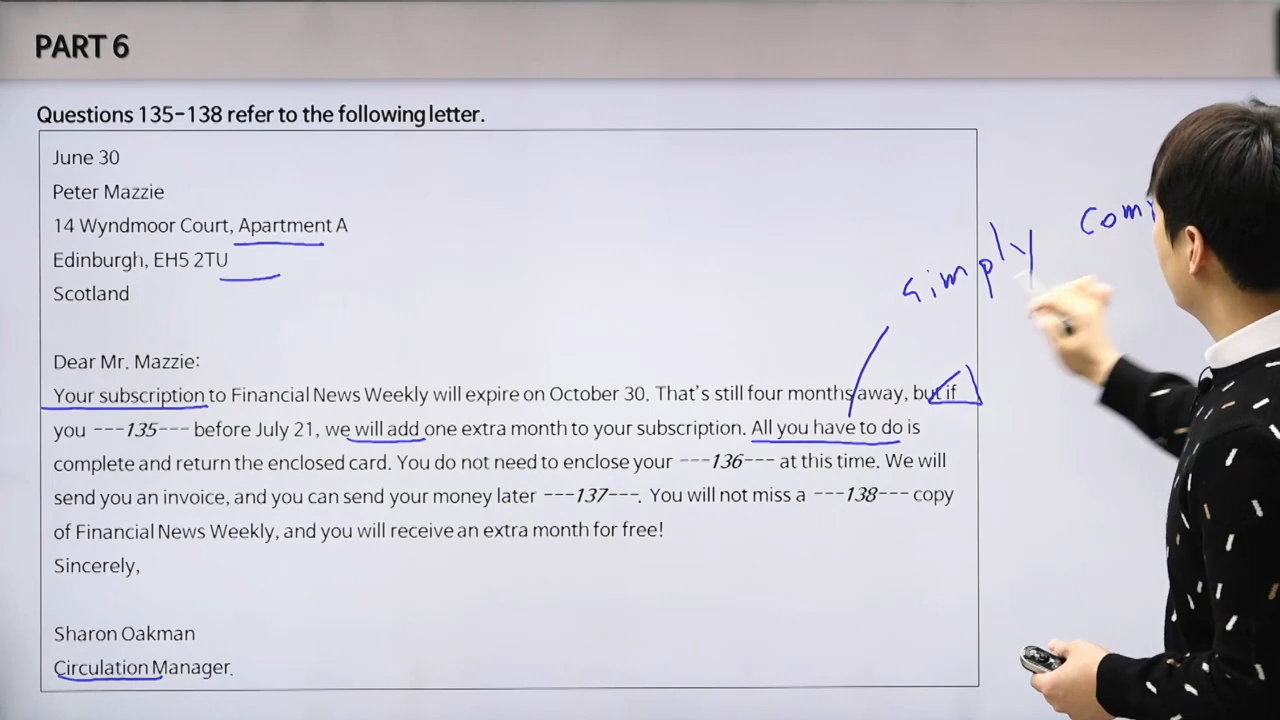 PART 6
Questions 135-138 refer to the following letter.
June 30
Peter Mazzie
14 Wyndmoor Court, Apartment A
Edinburgh, EH5 2TU
Scotland
simply com
Dear Mr. Mazzie:
Your subscription to Financial News Weekly will expire on October 30. That's still four months away, but if
you ---135--- before July 21, we will add one extra month to your subscription. All you have to do is
complete and return the enclosed card. You do not need to enclose your ---136--- at this time. We will
send you an invoice, and you can send your money later ---137---. You will not miss a ---138--- copy
of Financial News Weekly, and you will receive an extra month for free!
Sincerely,
Sharon Oakman
Circulation Manager.